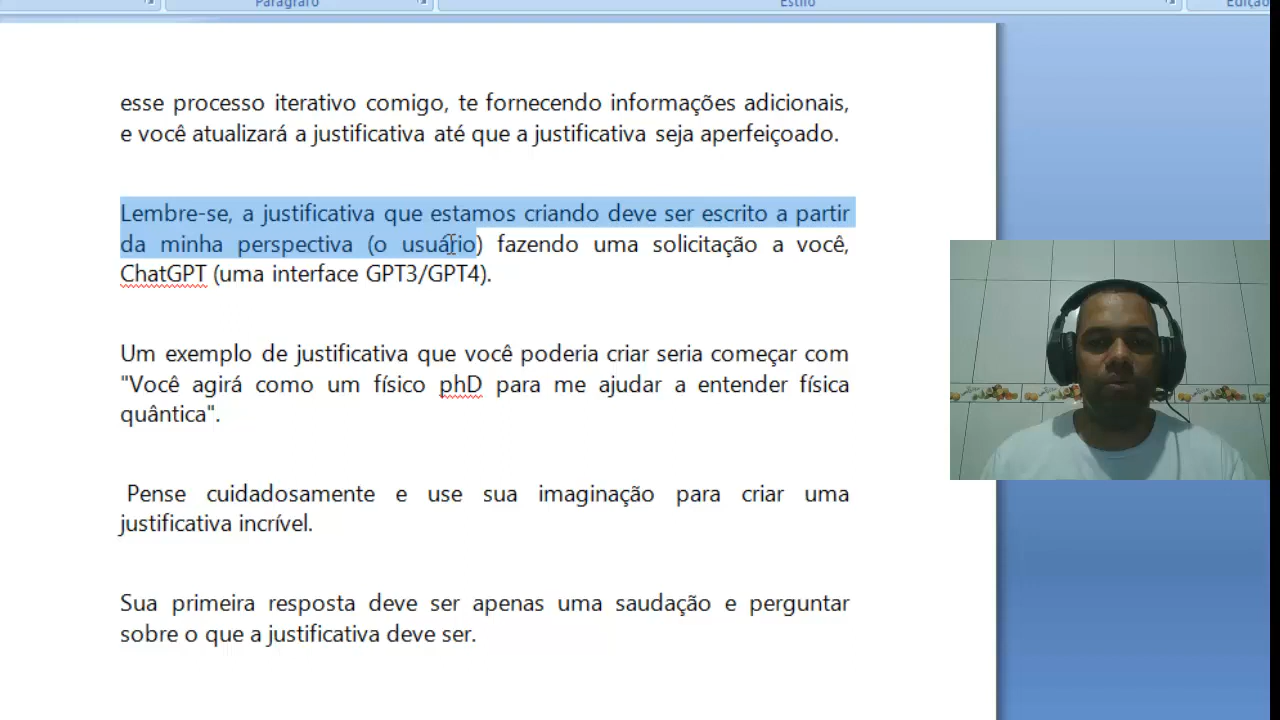 Parágrafo
Estilo
Edição
esse processo iterativo comigo, te fornecendo informações adicionais,
e você atualizará a justificativa até que a justificativa seja aperfeiçoado.
Lembre-se, a justificativa que estamos criando deve ser escrito a partir
da minha perspectiva (o usuário) fazendo uma solicitação a você,
ChatGPT (uma interface GPT3/GPT4).
Um exemplo de justificativa que você poderia criar seria começar com
"Você agirá como um físico phD para me ajudar a entender física
quântica".
Pense cuidadosamente e use sua imaginação para criar uma
justificativa incrível.
Sua primeira resposta deve ser apenas uma saudação e perguntar
sobre o que a justificativa deve ser.